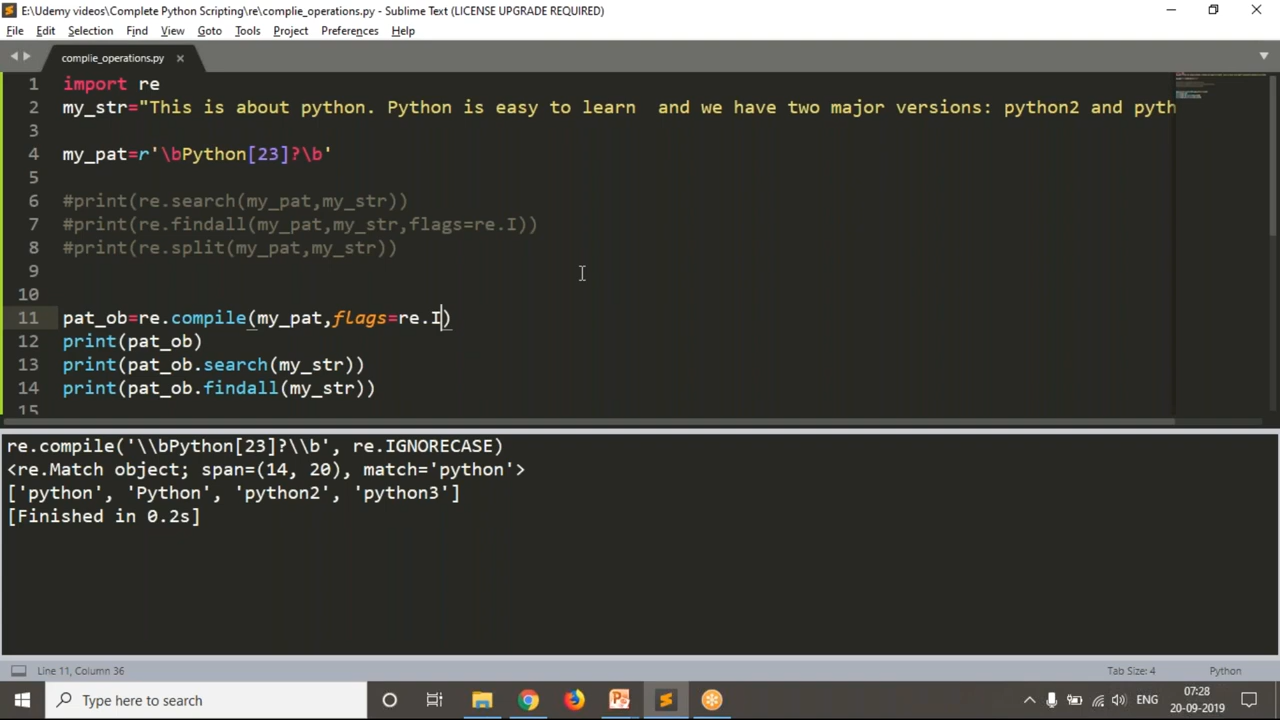 E:\Udemy videos\Complete Python Scripting\re\complie_operations.py - Sublime Text (LICENSE UPGRADE REQUIRED)
File Edit Selection Find View Goto Tools Project Preferences Help
complie_operations.py ×
1 import re
2 my_str="This is about python. Python is easy to learn  and we have two major versions: python2 and pyth
3
4 my_pat=r'\bPython[23]?\b'
5
6 #print(re.search(my_pat,my_str))
7 #print(re.findall(my_pat,my_str,flags=re.I))
8 #print(re.split(my_pat,my_str))
9
10
11 pat_ob=re.compile(my_pat,flags=re.I)
12 print(pat_ob)
13 print(pat_ob.search(my_str))
14 print(pat_ob.findall(my_str))
15
re.compile('\\bPython[23]?\\b', re.IGNORECASE)
<re.Match object; span=(14, 20), match='python'>
['python', 'Python', 'python2', 'python3']
[Finished in 0.2s]
Line 11, Column 36 Tab Size: 4 Python
Type here to search ENG 07:28
20-09-2019